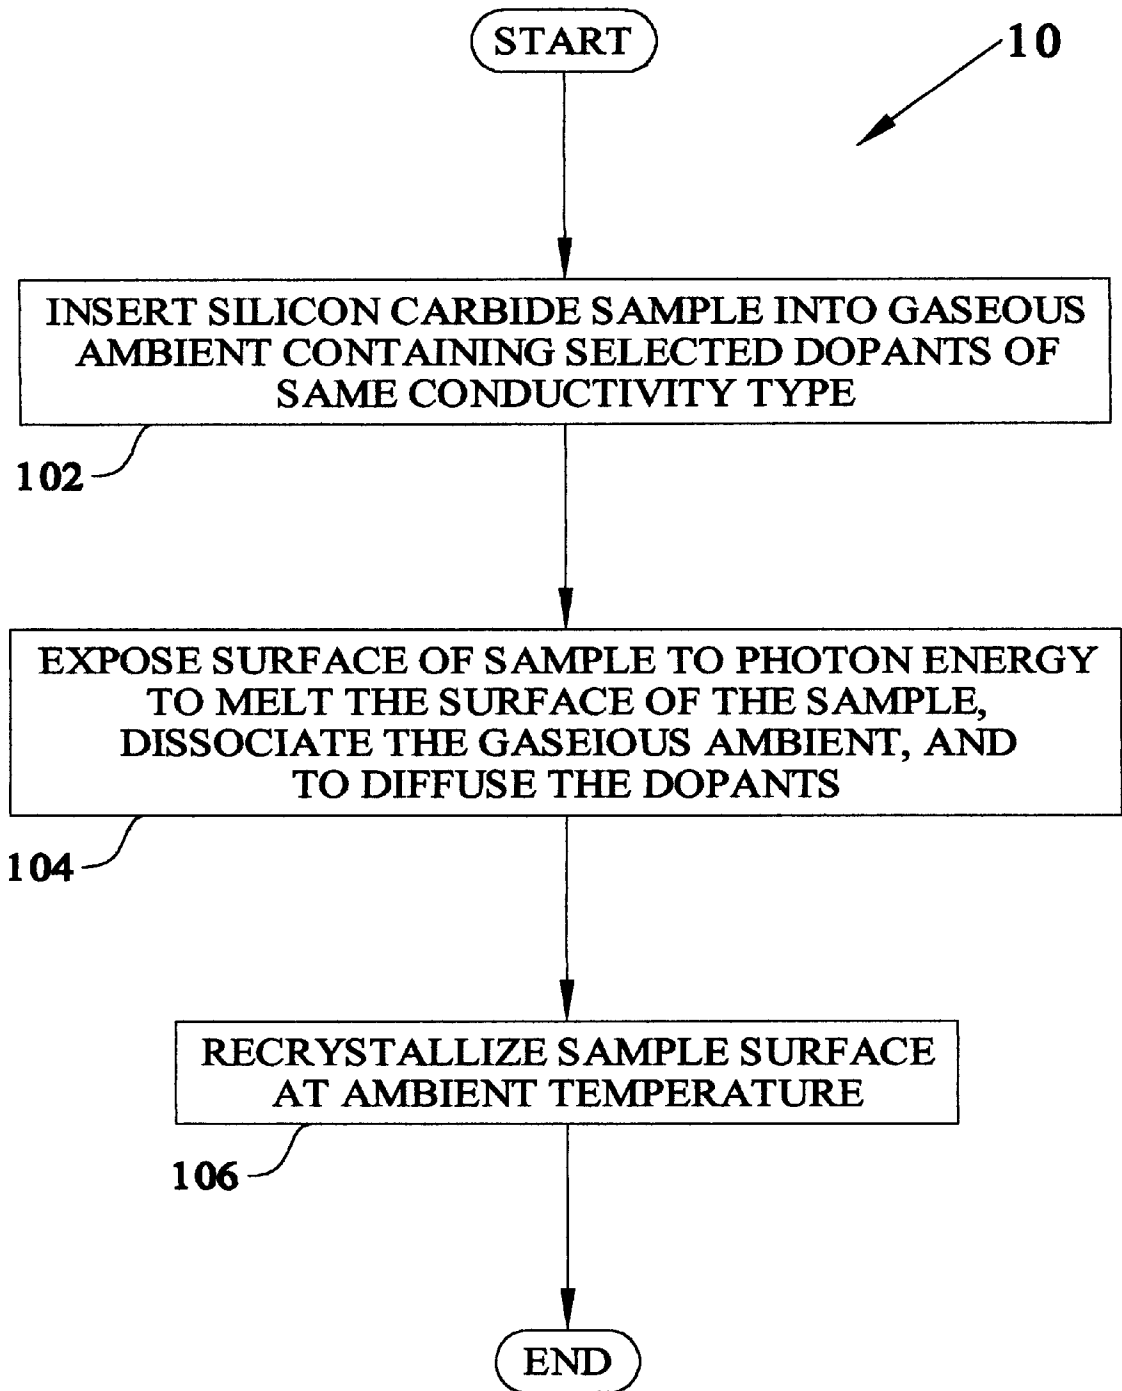 START
10
INSERT SILICON CARBIDE SAMPLE INTO GASEOUS
AMBIENT CONTAINING SELECTED DOPANTS OF
SAME CONDUCTIVITY TYPE
102
EXPOSE SURFACE OF SAMPLE TO PHOTON ENERGY
TO MELT THE SURFACE OF THE SAMPLE,
DISSOCIATE THE GASEIOUS AMBIENT, AND
TO DIFFUSE THE DOPANTS
104
RECRYSTALLIZE SAMPLE SURFACE
AT AMBIENT TEMPERATURE
106
END